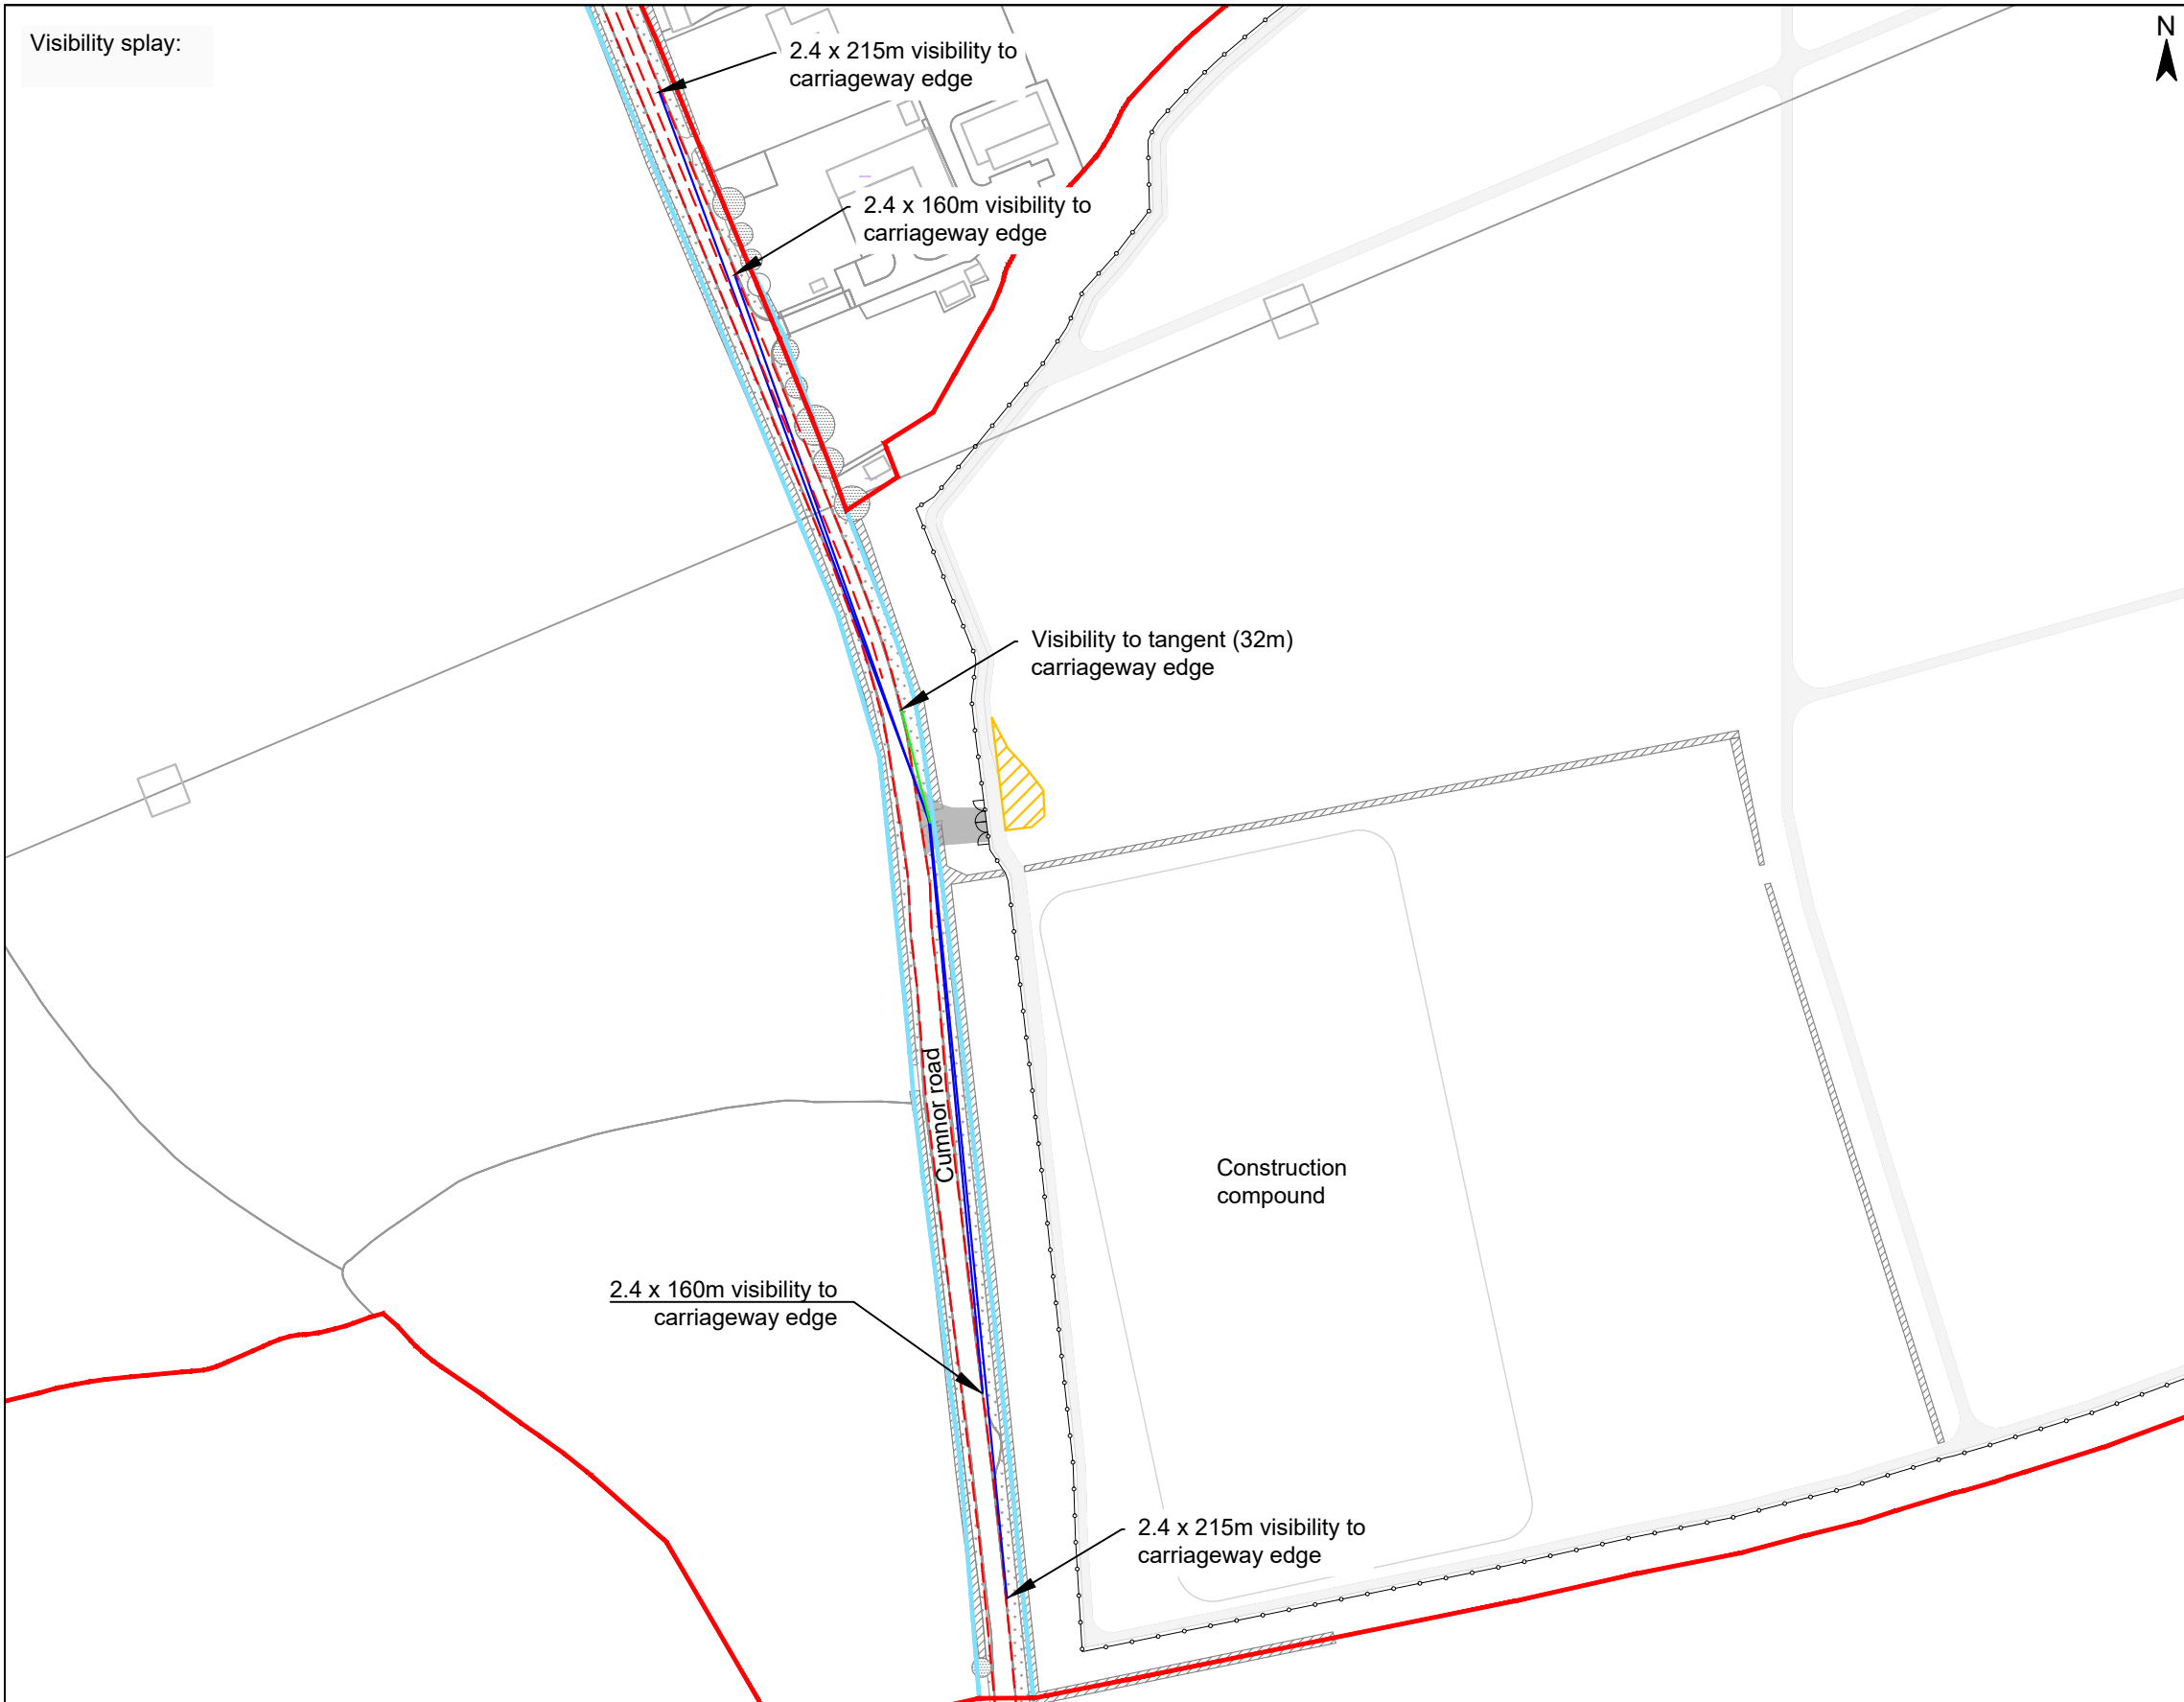 Visibility splay:
N
2.4 x 215m visibility to
carriageway edge
2.4 x 160m visibility to
carriageway edge
Visibility to tangent (32m)
carriageway edge
Cumnor road
Construction
compound
2.4 x 160m visibility to
carriageway edge
2.4 x 215m visibility to
carriageway edge